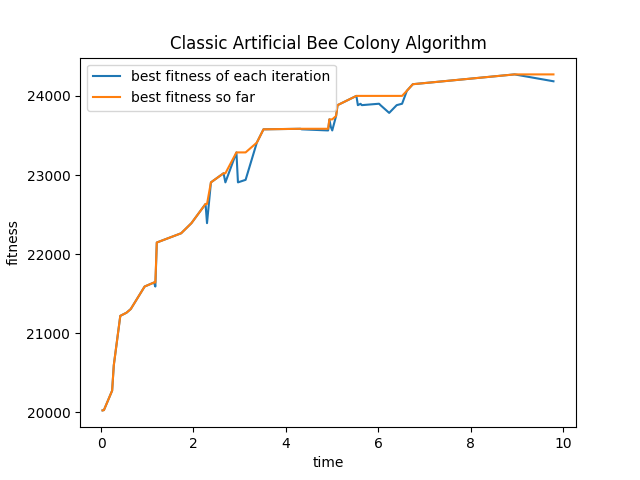 Classic Artificial Bee Colony Algorithm
best fitness of each iteration
best fitness so far
24000
23000
22000
21000
20000
fitness
0 2 4 6 8 10
time